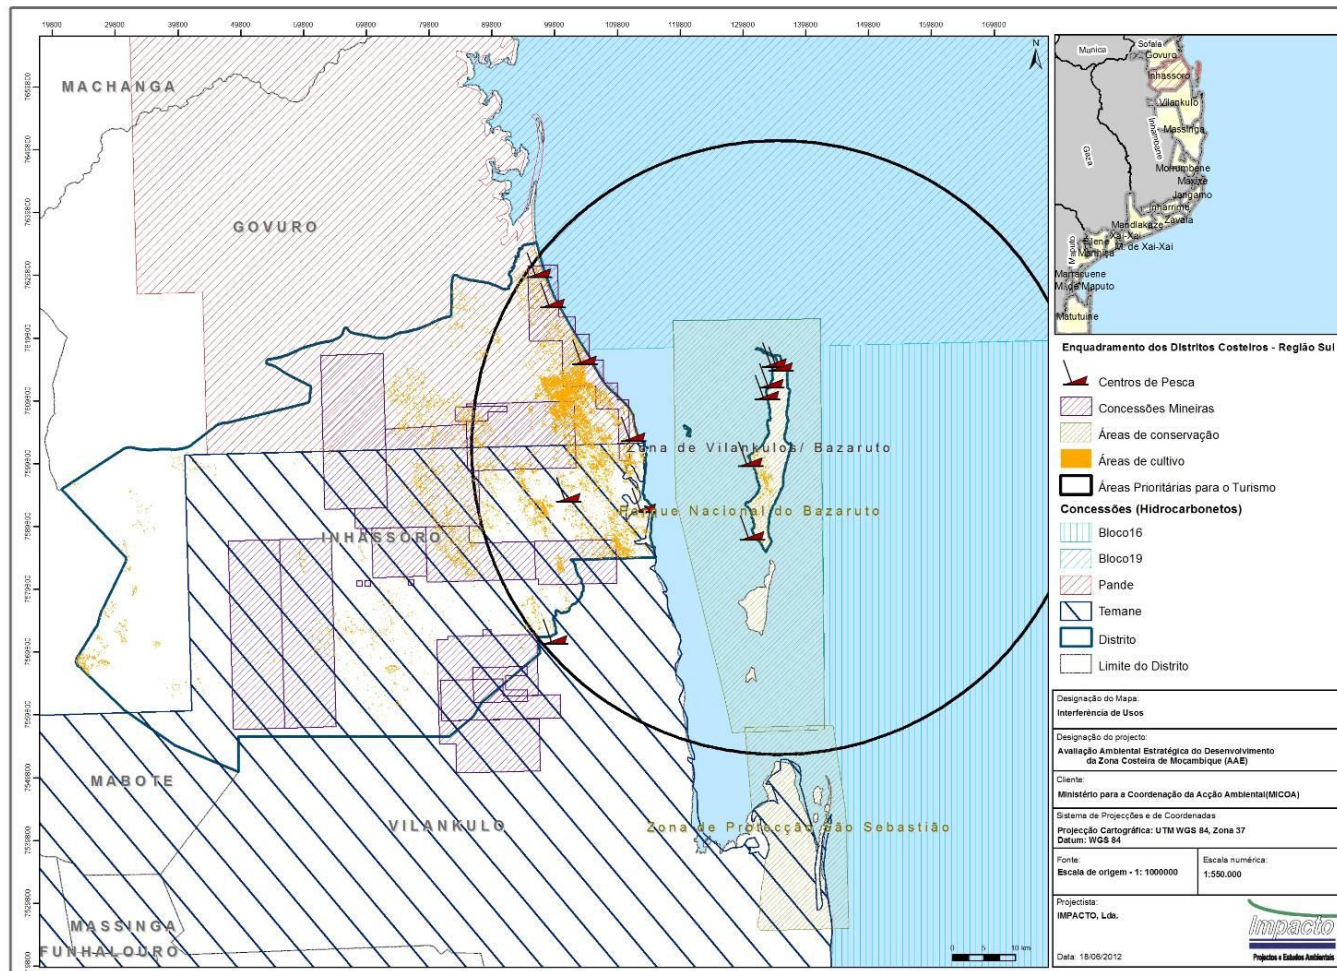 19800 29800 39800 49800 59800 69800 79800 89800 99800 109800 119800 129800 139800 149800 159800 169800
N
MACHANGA
GOVURO
INHASSORO
MABOTE
VILANKULO
MASSINGA
FUNHALOURO
Zona de Vilankulos/ Bazaruto
Parque Nacional do Bazaruto
Zona de Protecção São Sebastião
0 5 10 km
Sofala
Munica
Govuro
Inhassoro
Vilankulo
Massinga
Inhambane
Gaza
Morrumbene
Maxixe
Jangamo
Inharrime
Zavala
Mandlakaze
Xai-Xai
M. de Xai-Xai
Bilene
Manhiça
Maputo
Marracuene
M. de Maputo
Matutuine
Enquadramento dos Distritos Costeiros - Região Sul
Centros de Pesca
Concessões Mineiras
Áreas de conservação
Áreas de cultivo
Áreas Prioritárias para o Turismo
Concessões (Hidrocarbonetos)
Bloco16
Bloco19
Pande
Temane
Distrito
Limite do Distrito
Designação do Mapa:
Interferência de Usos
Designação do projecto:
Avaliação Ambiental Estratégica do Desenvolvimento
da Zona Costeira de Moçambique (AAE)
Cliente:
Ministério para a Coordenação da Acção Ambiental(MICOA)
Sistema de Projecções e de Coordenadas
Projecção Cartográfica: UTM WGS 84, Zona 37
Datum: WGS 84
Fonte:
Escala de origem - 1: 1000000
Escala numérica:
1:550.000
Projectista:
IMPACTO, Lda.
Data: 18/06/2012
Impacto
Projectos e Estudos Ambientais